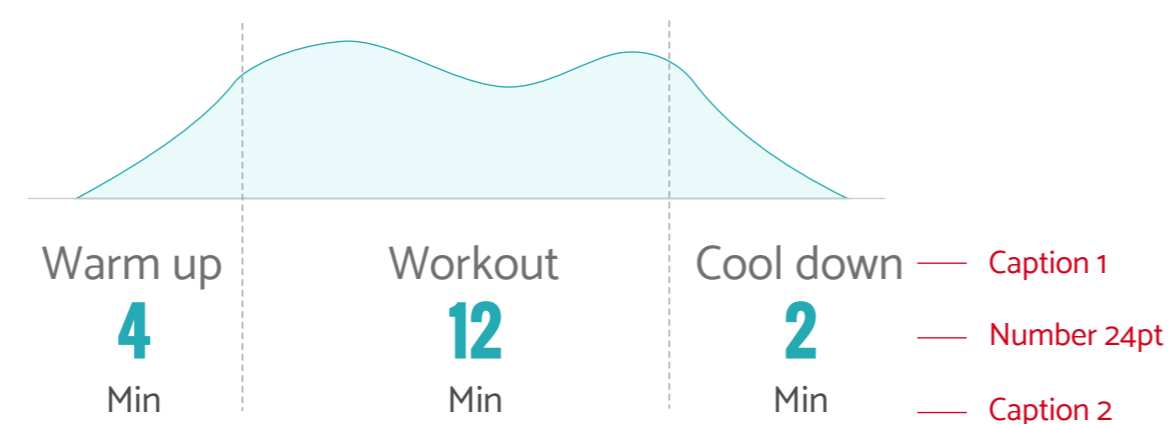 Warm up Workout Cool down Caption 1
4 12 2 Number 24pt
Min Min Min Caption 2